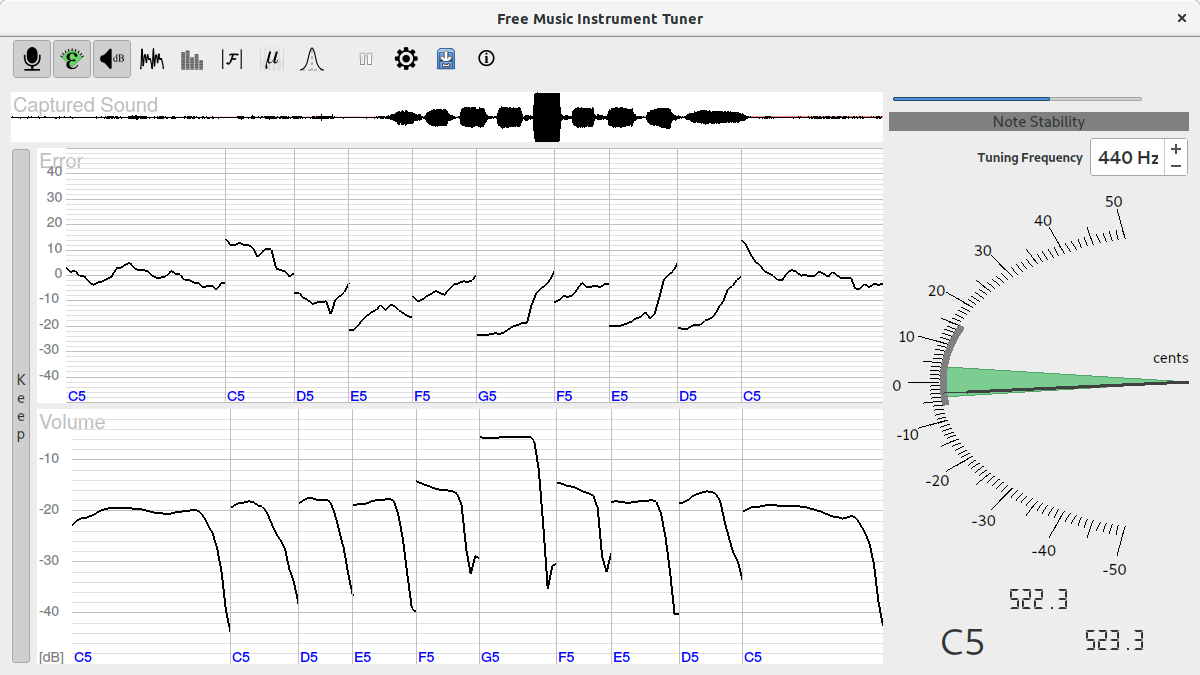 Free Music Instrument Tuner
ε dB F μ
Captured Sound
Note Stability
Tuning Frequency 440 Hz + −
Keep
Error
40
30
20
10
0
-10
-20
-30
-40
C5 C5 D5 E5 F5 G5 F5 E5 D5 C5
Volume
-10
-20
-30
-40
[dB] C5 C5 D5 E5 F5 G5 F5 E5 D5 C5
50
40
30
20
10
cents
0
-10
-20
-30
-40
-50
522.3
C5 523.3